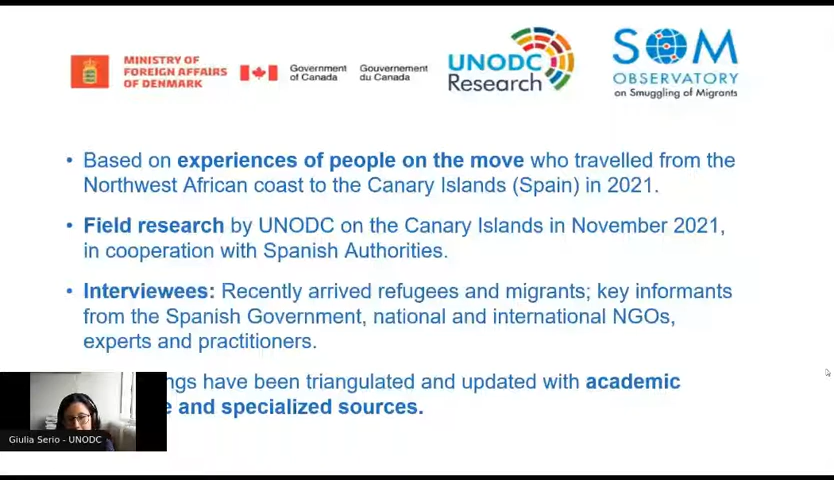 MINISTRY OF
FOREIGN AFFAIRS
OF DENMARK
Government of Canada
Gouvernement du Canada
UNODC
Research
SOM
OBSERVATORY
on Smuggling of Migrants
• Based on experiences of people on the move who travelled from the
Northwest African coast to the Canary Islands (Spain) in 2021.
• Field research by UNODC on the Canary Islands in November 2021,
in cooperation with Spanish Authorities.
• Interviewees: Recently arrived refugees and migrants; key informants
from the Spanish Government, national and international NGOs,
experts and practitioners.
ngs have been triangulated and updated with academic
e and specialized sources.
Giulia Serio - UNODC